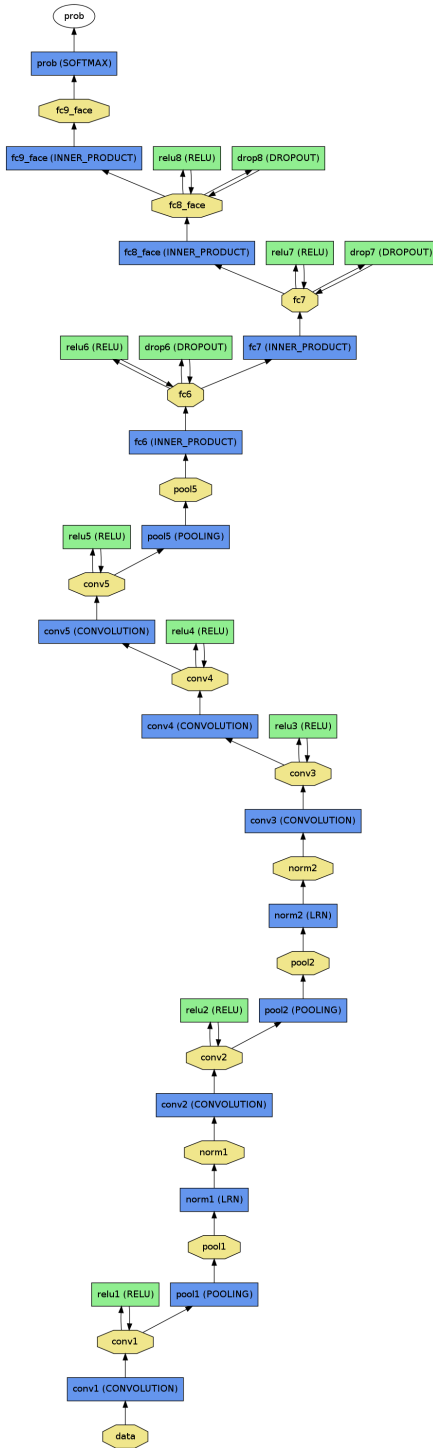 prob
prob (SOFTMAX)
fc9_face
fc9_face (INNER_PRODUCT)
relu8 (RELU)
drop8 (DROPOUT)
fc8_face
fc8_face (INNER_PRODUCT)
relu7 (RELU)
drop7 (DROPOUT)
fc7
relu6 (RELU)
drop6 (DROPOUT)
fc7 (INNER_PRODUCT)
fc6
fc6 (INNER_PRODUCT)
pool5
relu5 (RELU)
pool5 (POOLING)
conv5
conv5 (CONVOLUTION)
relu4 (RELU)
conv4
conv4 (CONVOLUTION)
relu3 (RELU)
conv3
conv3 (CONVOLUTION)
norm2
norm2 (LRN)
pool2
relu2 (RELU)
pool2 (POOLING)
conv2
conv2 (CONVOLUTION)
norm1
norm1 (LRN)
pool1
relu1 (RELU)
pool1 (POOLING)
conv1
conv1 (CONVOLUTION)
data